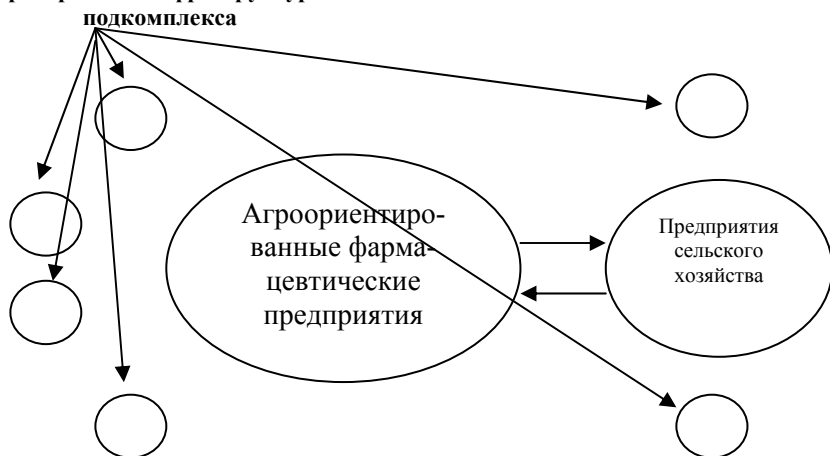 подкомплекса
Агроориентиро-
ванные фарма-
цевтические
предприятия
Предприятия
сельского
хозяйства